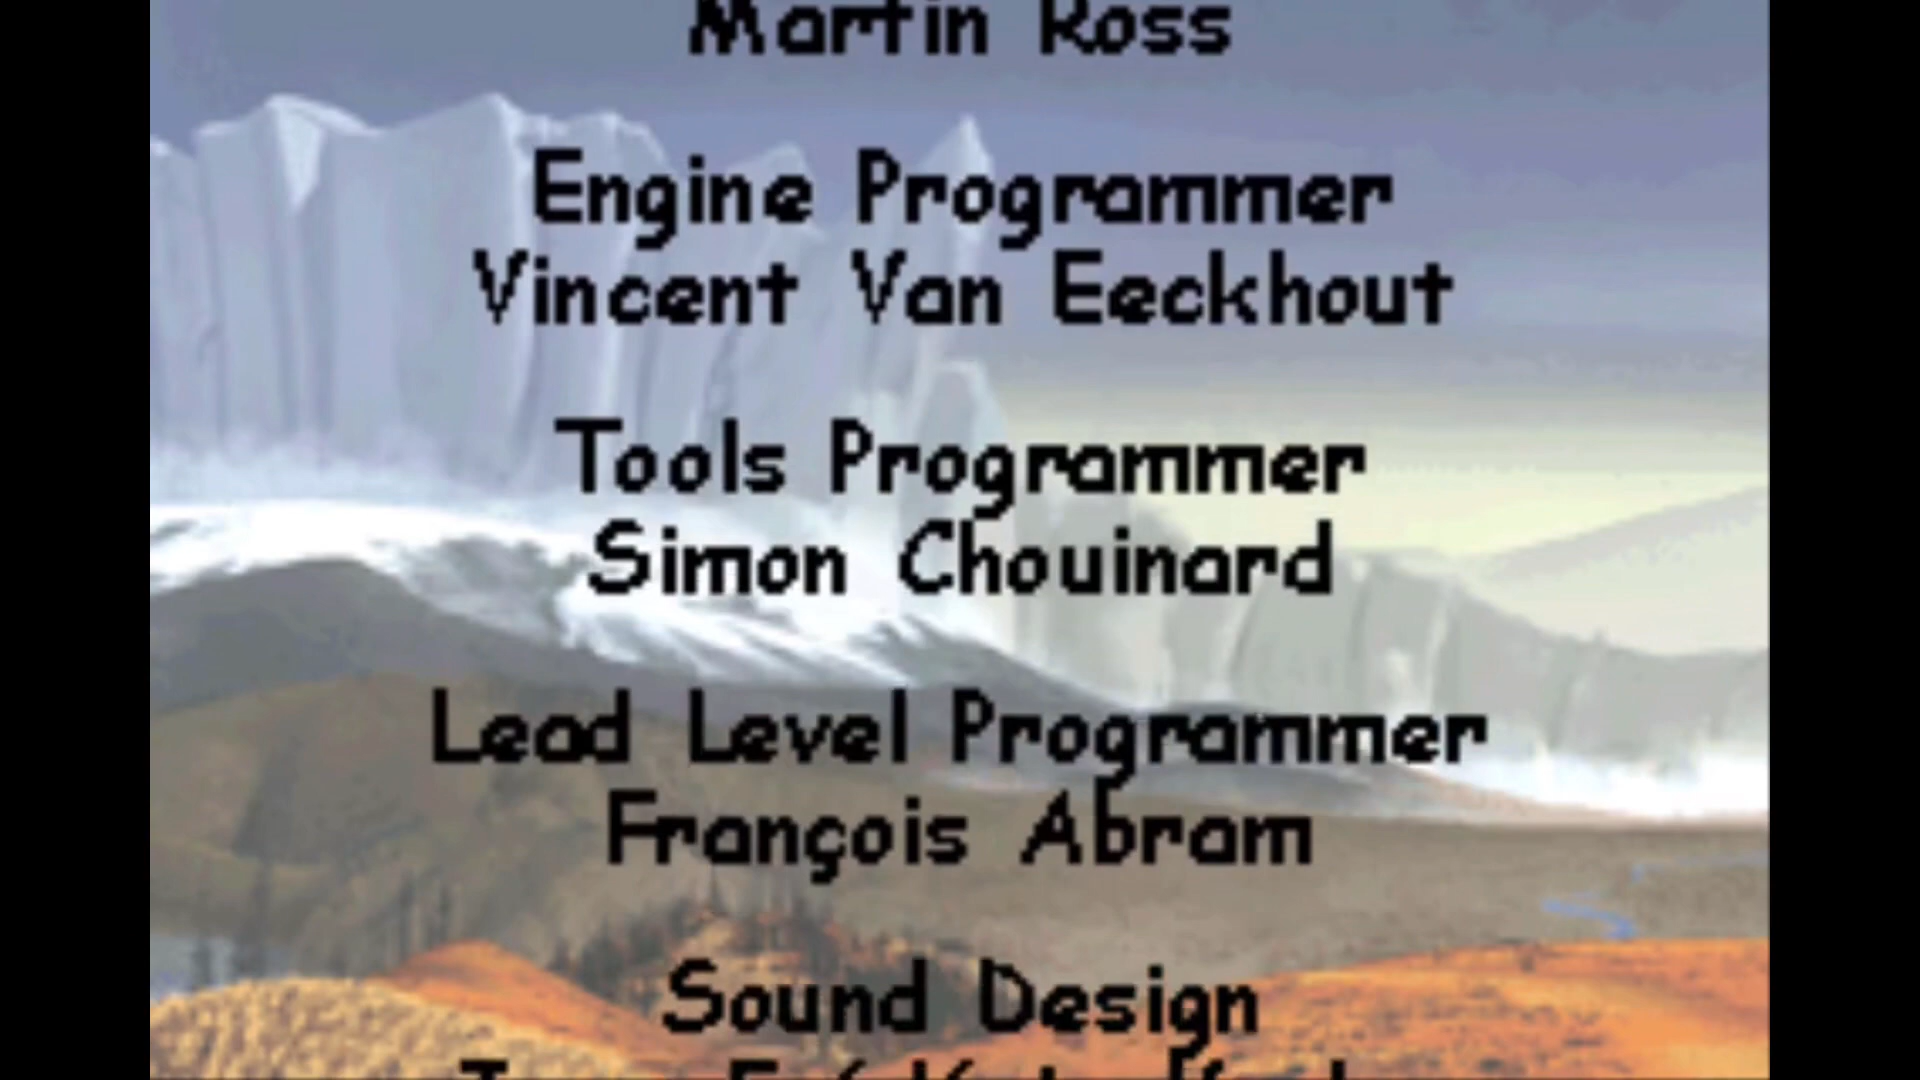 Martin Ross
Engine Programmer
Vincent Van Eeckhout
Tools Programmer
Simon Chouinard
Lead Level Programmer
François Abram
Sound Design